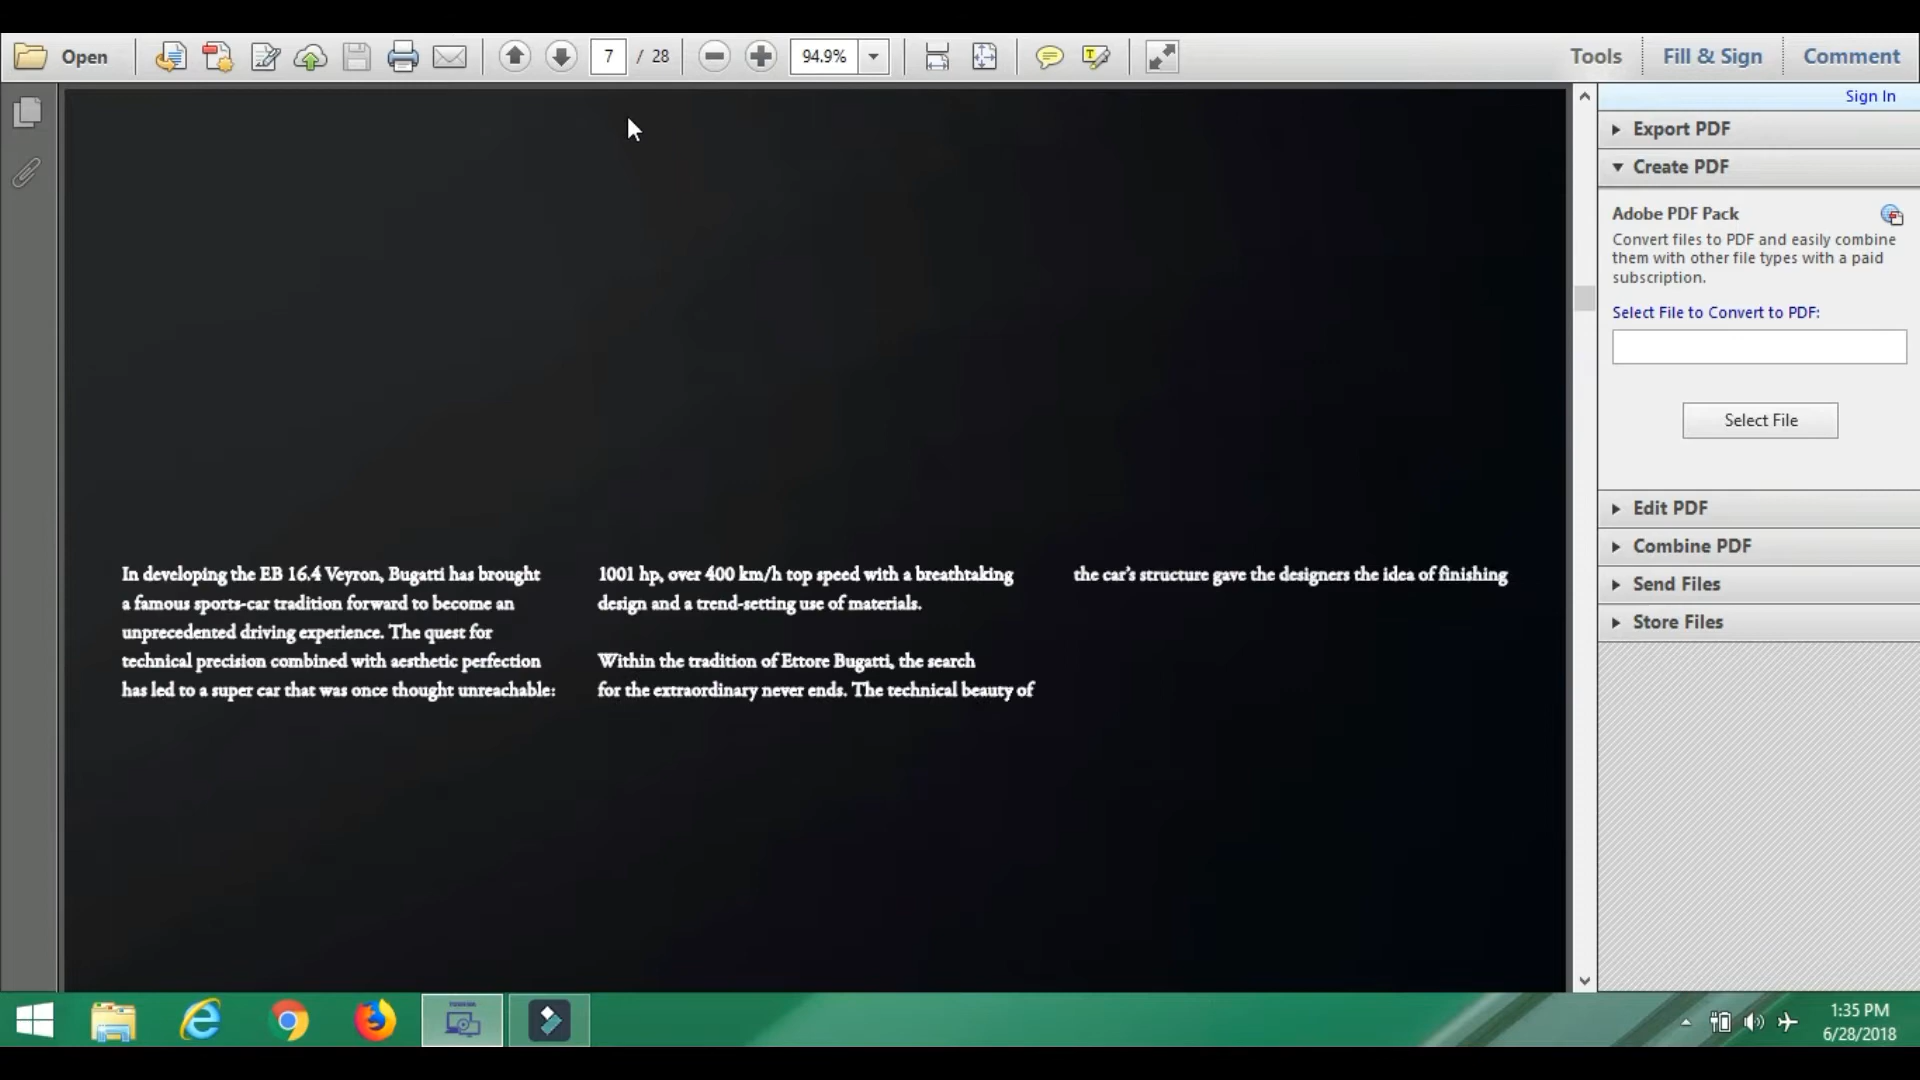 Open
7 / 28
94.9%
Tools
Fill & Sign
Comment
Sign In
Export PDF
Create PDF
Adobe PDF Pack
Convert files to PDF and easily combine
them with other file types with a paid
subscription.
Select File to Convert to PDF:
Select File
Edit PDF
Combine PDF
Send Files
Store Files
In developing the EB 16.4 Veyron, Bugatti has brought
a famous sports-car tradition forward to become an
unprecedented driving experience. The quest for
technical precision combined with aesthetic perfection
has led to a super car that was once thought unreachable:
1001 hp, over 400 km/h top speed with a breathtaking
design and a trend-setting use of materials.
Within the tradition of Ettore Bugatti, the search
for the extraordinary never ends. The technical beauty of
the car's structure gave the designers the idea of finishing
1:35 PM
6/28/2018